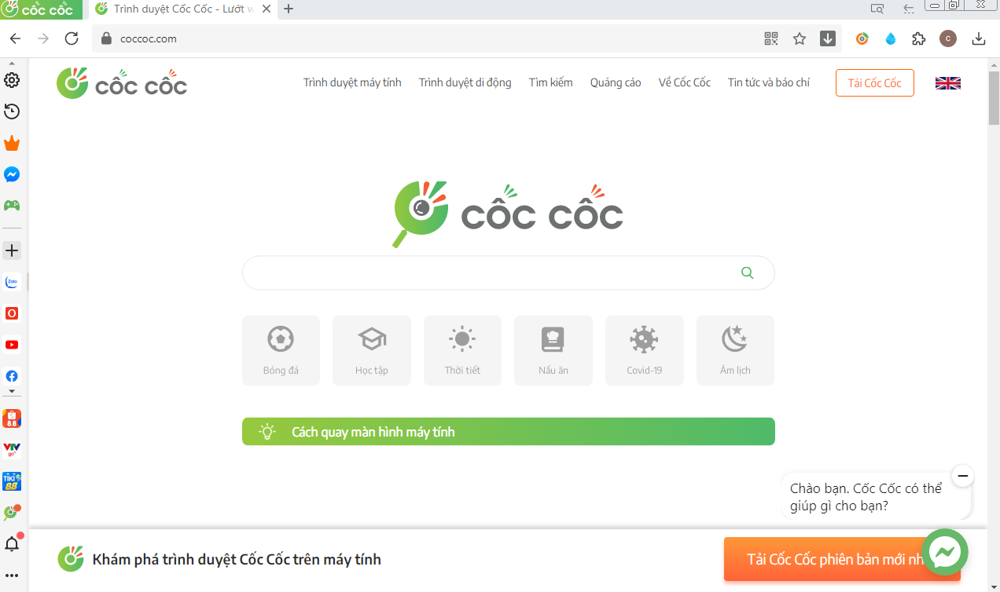 cốc cốc
Trình duyệt Cốc Cốc - Lướt w
coccoc.com
C
cốc cốc
Trình duyệt máy tính
Trình duyệt di động
Tìm kiếm
Quảng cáo
Về Cốc Cốc
Tin tức và báo chí
Tải Cốc Cốc
cốc cốc
Zalo
Bóng đá
Học tập
Thời tiết
Nấu ăn
Covid-19
Âm lịch
8.8
Cách quay màn hình máy tính
VTV
go
TIKI
88
Chào bạn. Cốc Cốc có thể
giúp gì cho bạn?
Khám phá trình duyệt Cốc Cốc trên máy tính
Tải Cốc Cốc phiên bản mới nh